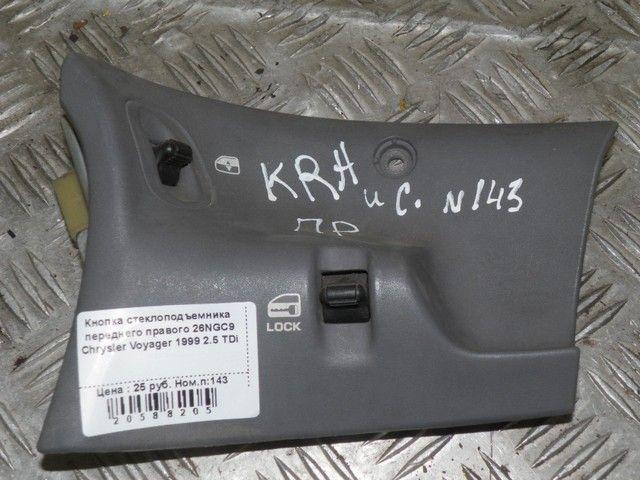 KRH
и С. N143
ПР
LOCK
Кнопка стеклоподъемника
переднего правого 26NGC9
Chrysler Voyager 1999 2.5 TDi
Цена : 25 руб. Ном.п:143
20588205